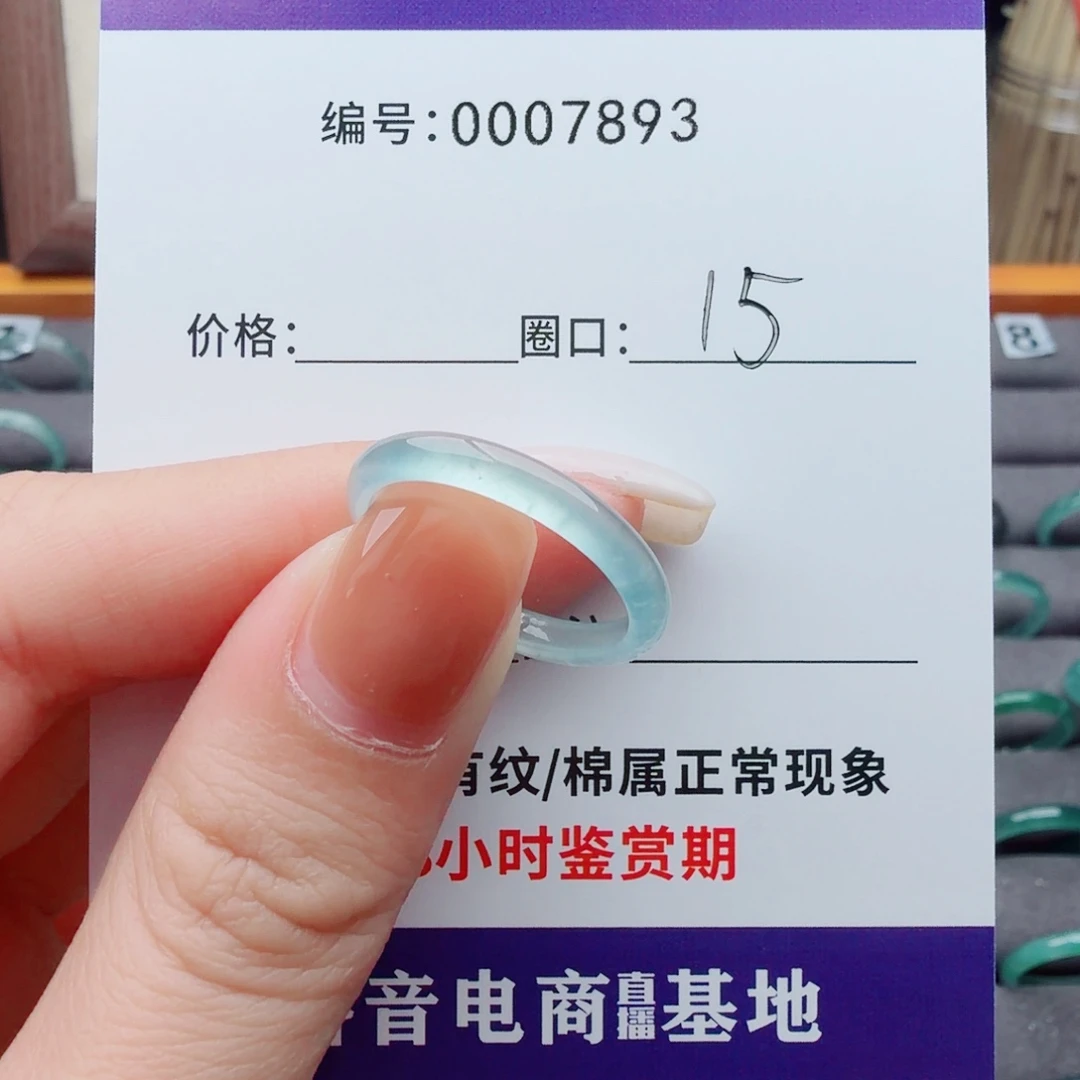 编号:0007893
价格: 圈口: 15
有纹/棉属正常现象
小时鉴赏期
音电商直播基地